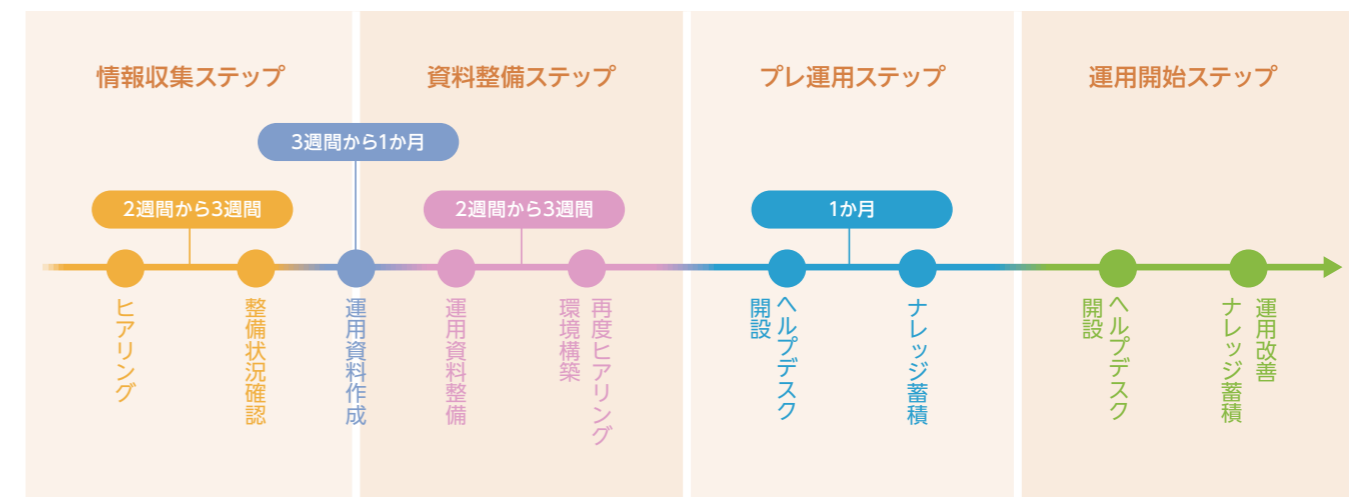 情報収集ステップ
資料整備ステップ
プレ運用ステップ
運用開始ステップ
3週間から1か月
2週間から3週間
2週間から3週間
1か月
ヒアリング
整備状況確認
運用資料作成
運用資料整備
再度ヒアリング
環境構築
ヘルプデスク
開設
ナレッジ蓄積
ヘルプデスク
開設
運用改善
ナレッジ蓄積